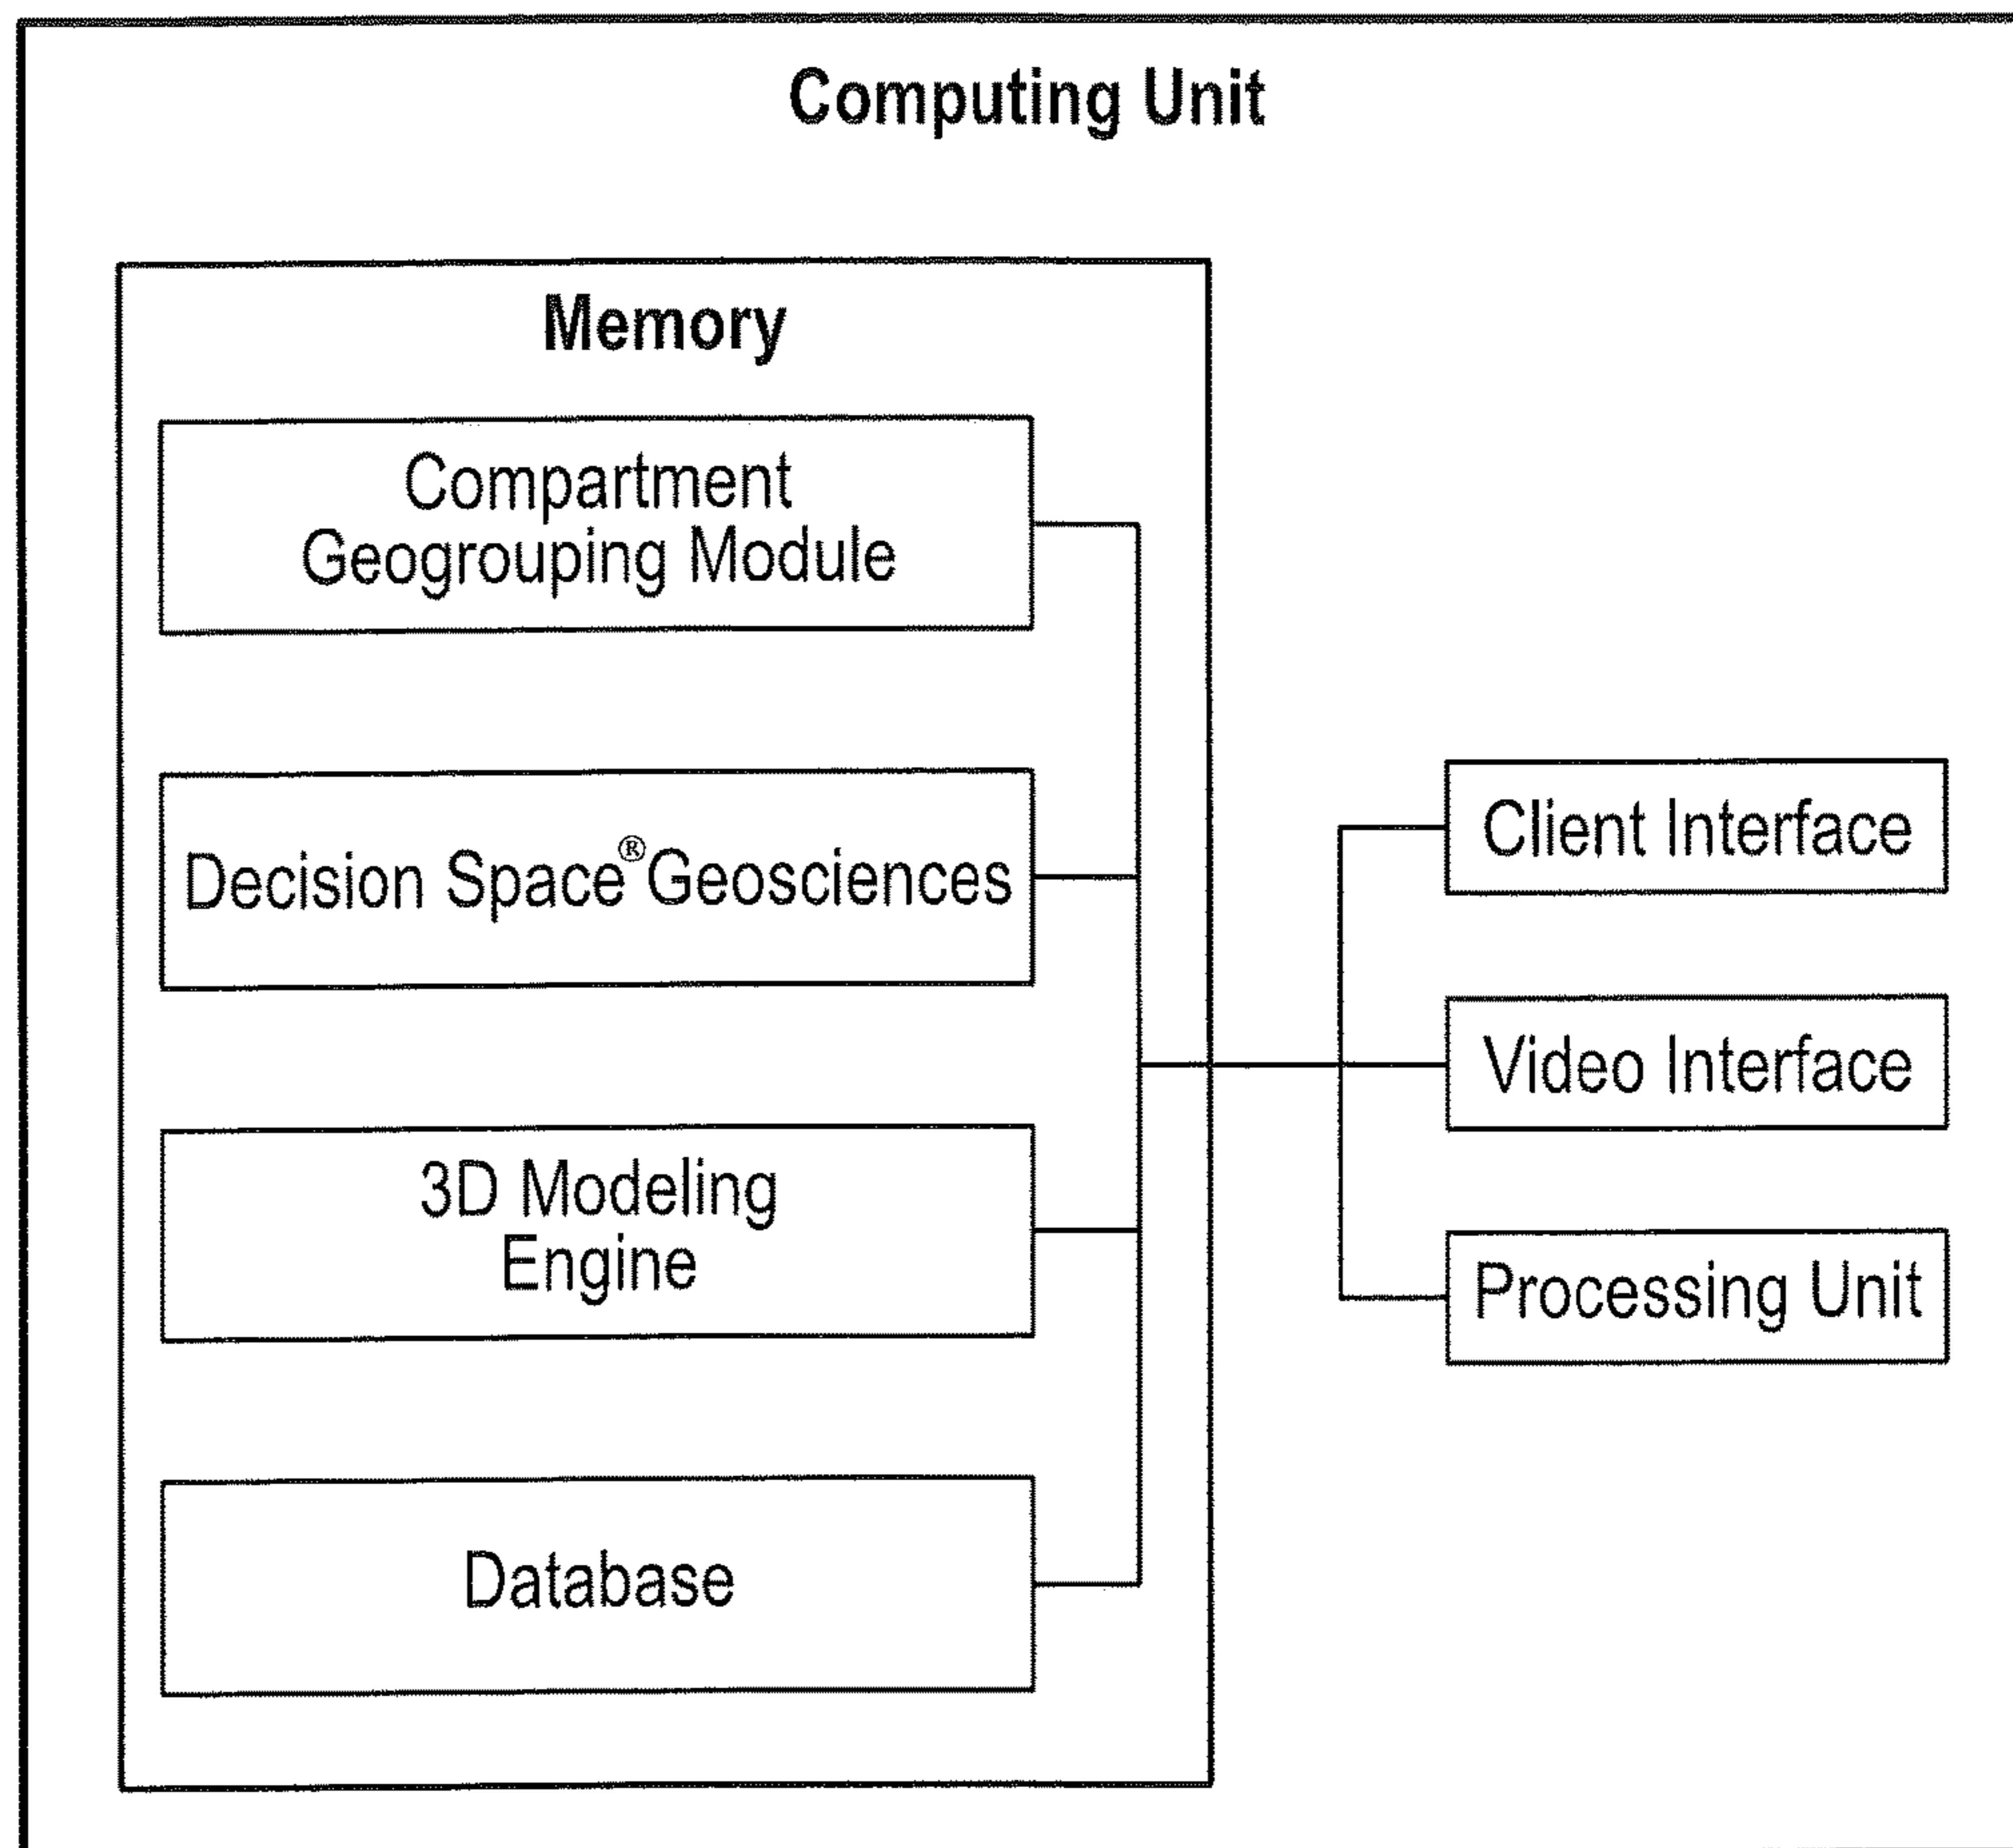 Computing Unit
Memory
Compartment
Geogrouping Module
Decision Space® Geosciences
3D Modeling
Engine
Database
Client Interface
Video Interface
Processing Unit